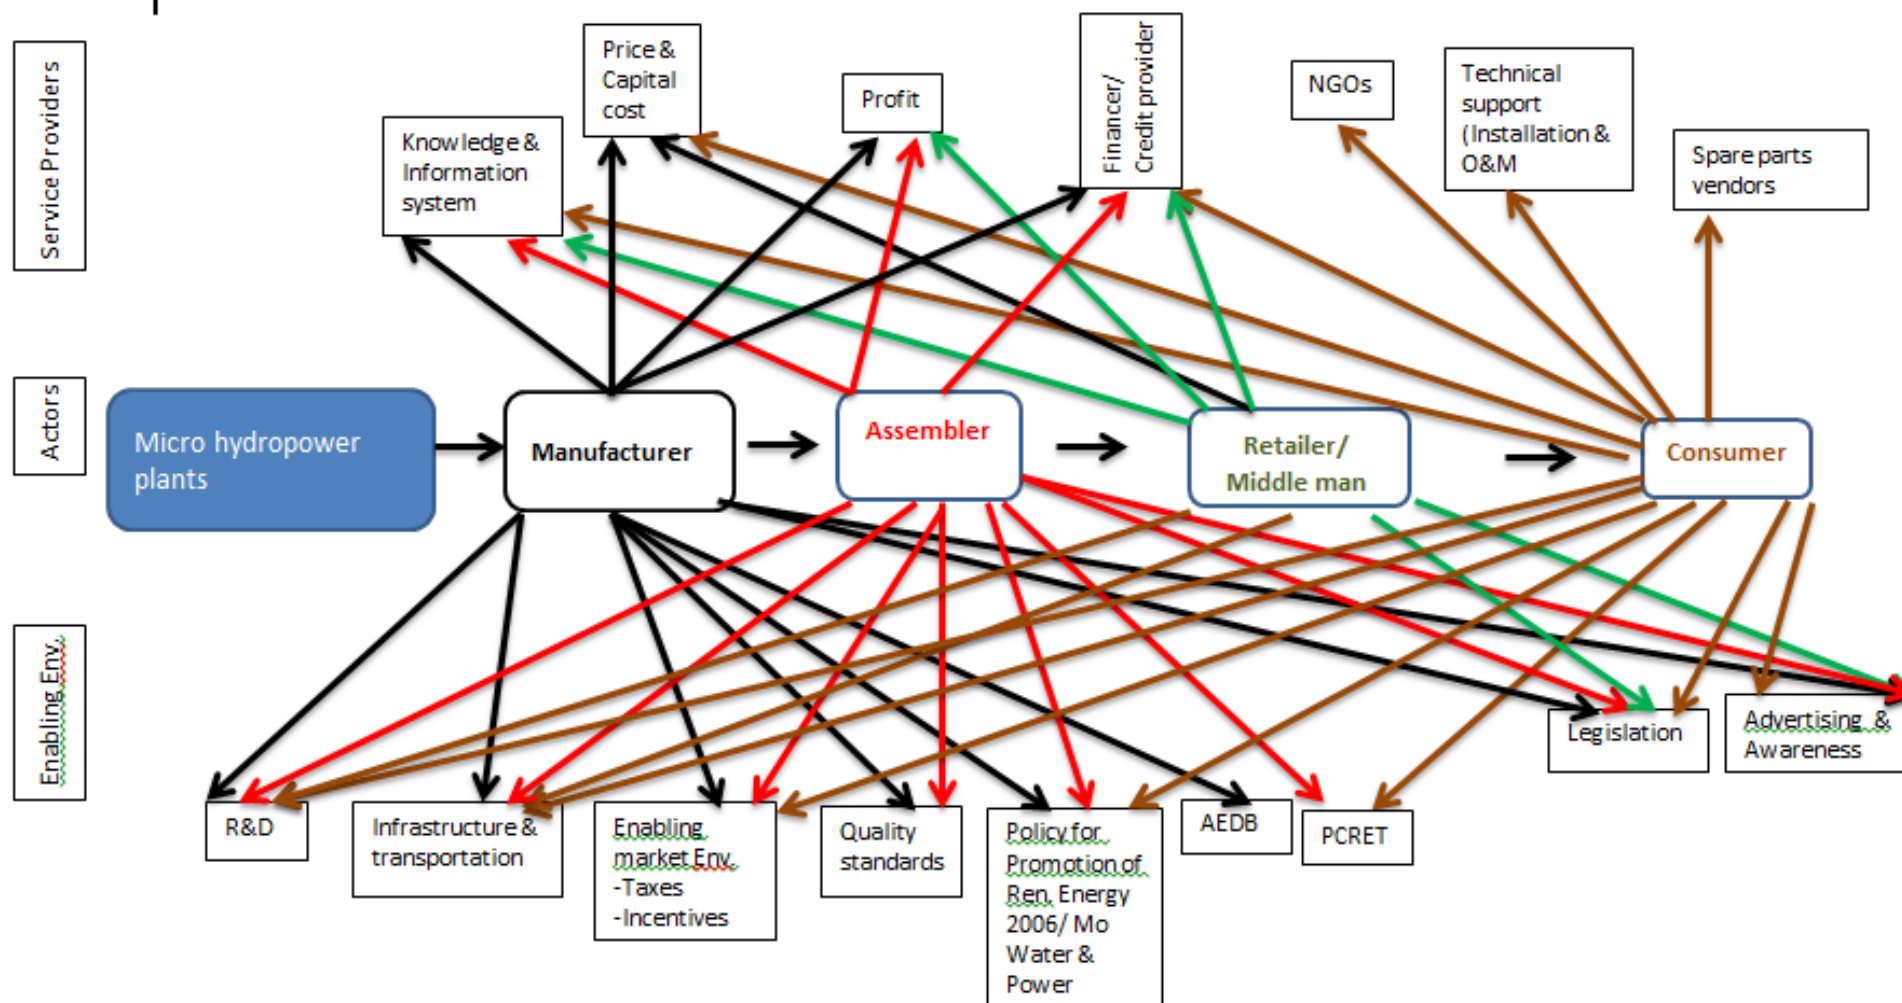 Service Providers
Price &
Capital
cost
Knowledge &
Information
system
Profit
Financer/
Credit provider
NGOs
Technical
support
(Installation &
O&M
Spare parts
vendors
Actors
Micro hydropower
plants
Manufacturer
Assembler
Retailer/
Middle man
Consumer
Enabling Env.
R&D
Infrastructure &
transportation
Enabling
market Env.
-Taxes
-Incentives
Quality
standards
Policy for
Promotion of
Ren. Energy
2006/ Mo
Water &
Power
AEDB
PCRET
Legislation
Advertising &
Awareness